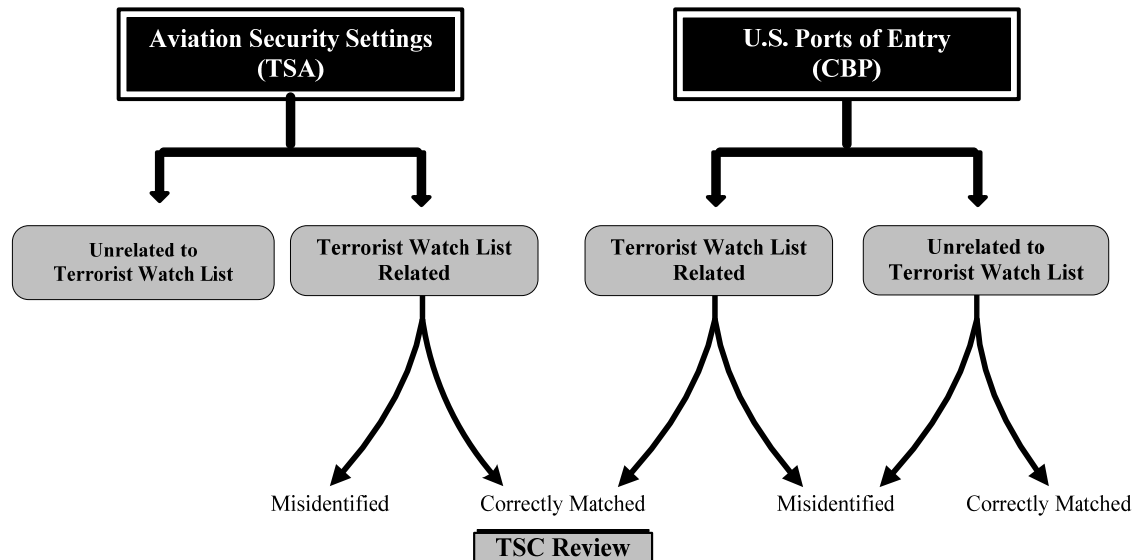 Aviation Security Settings
(TSA)
U.S. Ports of Entry
(CBP)
Unrelated to
Terrorist Watch List
Terrorist Watch List
Related
Terrorist Watch List
Related
Unrelated to
Terrorist Watch List
Misidentified
Correctly Matched
Misidentified
Correctly Matched
TSC Review